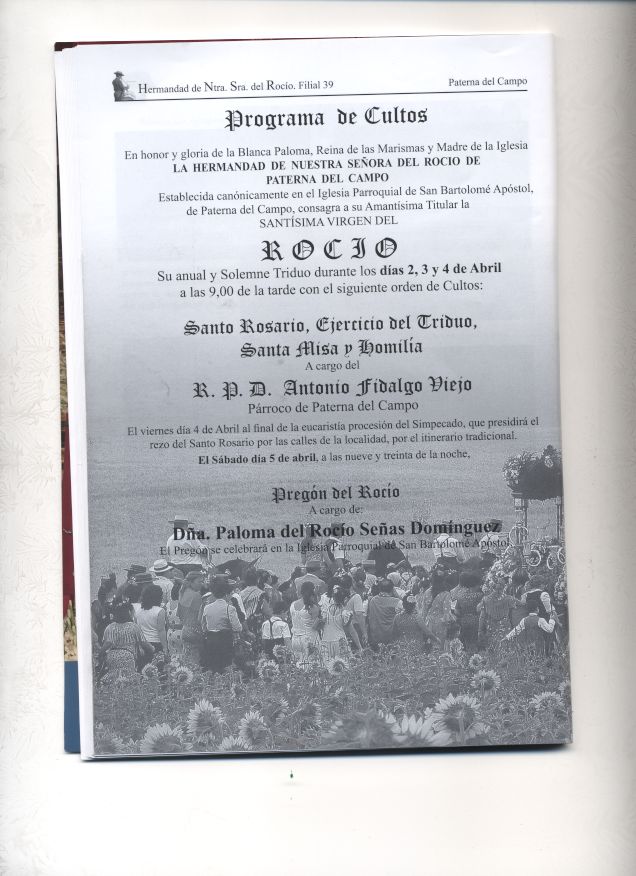 Hermandad de Ntra. Sra. del Rocío. Filial 39 Paterna del Campo
Programa de Cultos
En honor y gloria de la Blanca Paloma, Reina de las Marismas y Madre de la Iglesia
LA HERMANDAD DE NUESTRA SEÑORA DEL ROCIO DE
PATERNA DEL CAMPO
Establecida canónicamente en el Iglesia Parroquial de San Bartolomé Apóstol,
de Paterna del Campo, consagra a su Amantísima Titular la
SANTÍSIMA VIRGEN DEL
ROCIO
Su anual y Solemne Triduo durante los días 2, 3 y 4 de Abril
a las 9,00 de la tarde con el siguiente orden de Cultos:
Santo Rosario, Ejercicio del Triduo,
Santa Misa y Homilía
A cargo del
R. P. D. Antonio Fidalgo Viejo
Párroco de Paterna del Campo
El viernes día 4 de Abril al final de la eucaristía procesión del Simpecado, que presidirá el
rezo del Santo Rosario por las calles de la localidad, por el itinerario tradicional.
El Sábado día 5 de abril, a las nueve y treinta de la noche,
Pregón del Rocío
A cargo de:
Dña. Paloma del Rocío Señas Domínguez
El Pregón se celebrará en la Iglesia Parroquial de San Bartolomé Apóstol